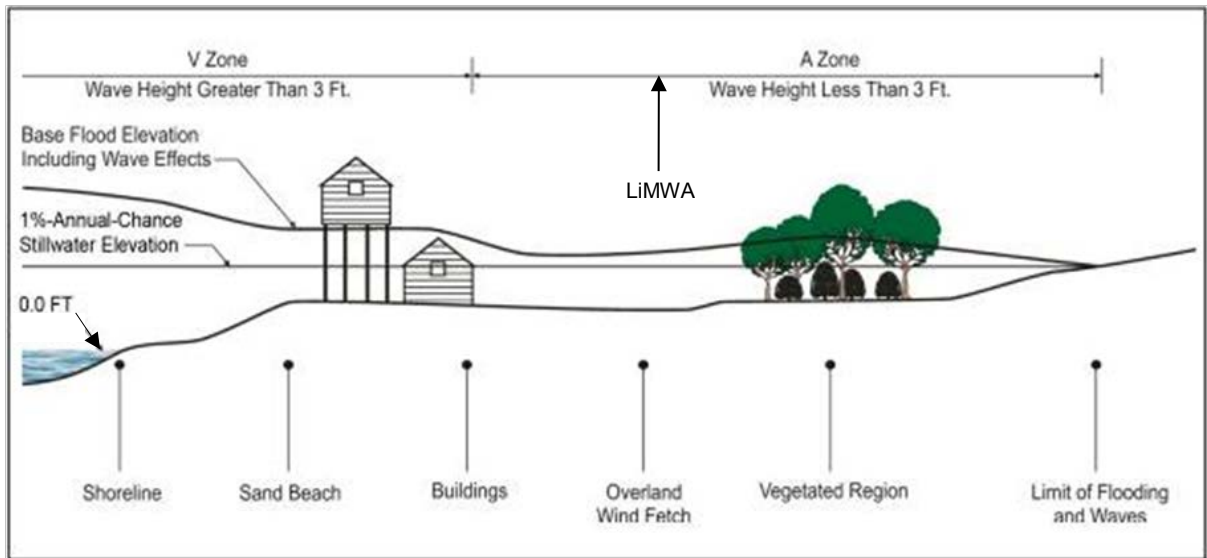 V Zone
Wave Height Greater Than 3 Ft.
A Zone
Wave Height Less Than 3 Ft.
LiMWA
Base Flood Elevation
Including Wave Effects
1%-Annual-Chance
Stillwater Elevation
0.0 FT
Shoreline
Sand Beach
Buildings
Overland
Wind Fetch
Vegetated Region
Limit of Flooding
and Waves